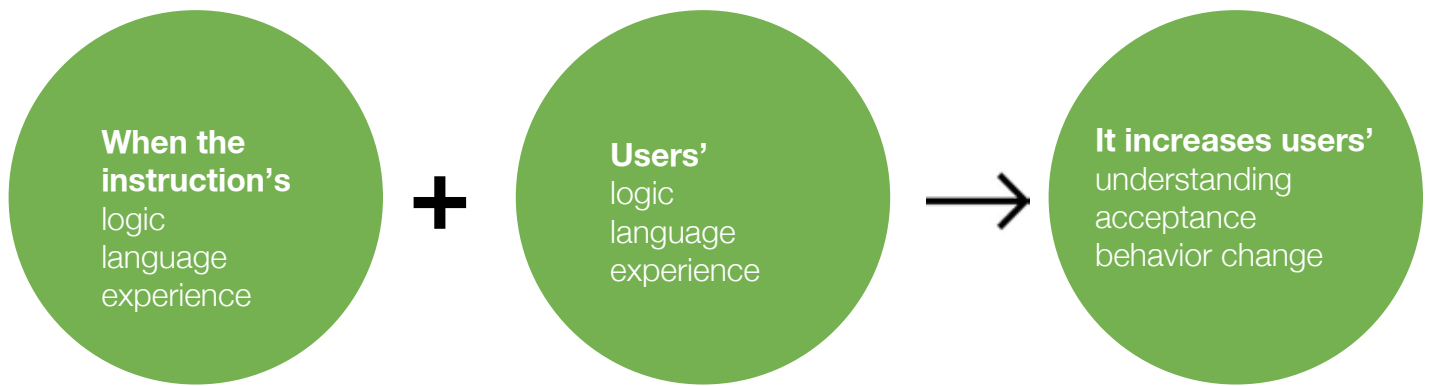 When the
instruction's
logic
language
experience
+
Users’
logic
language
experience
It increases users’
understanding
acceptance
behavior change